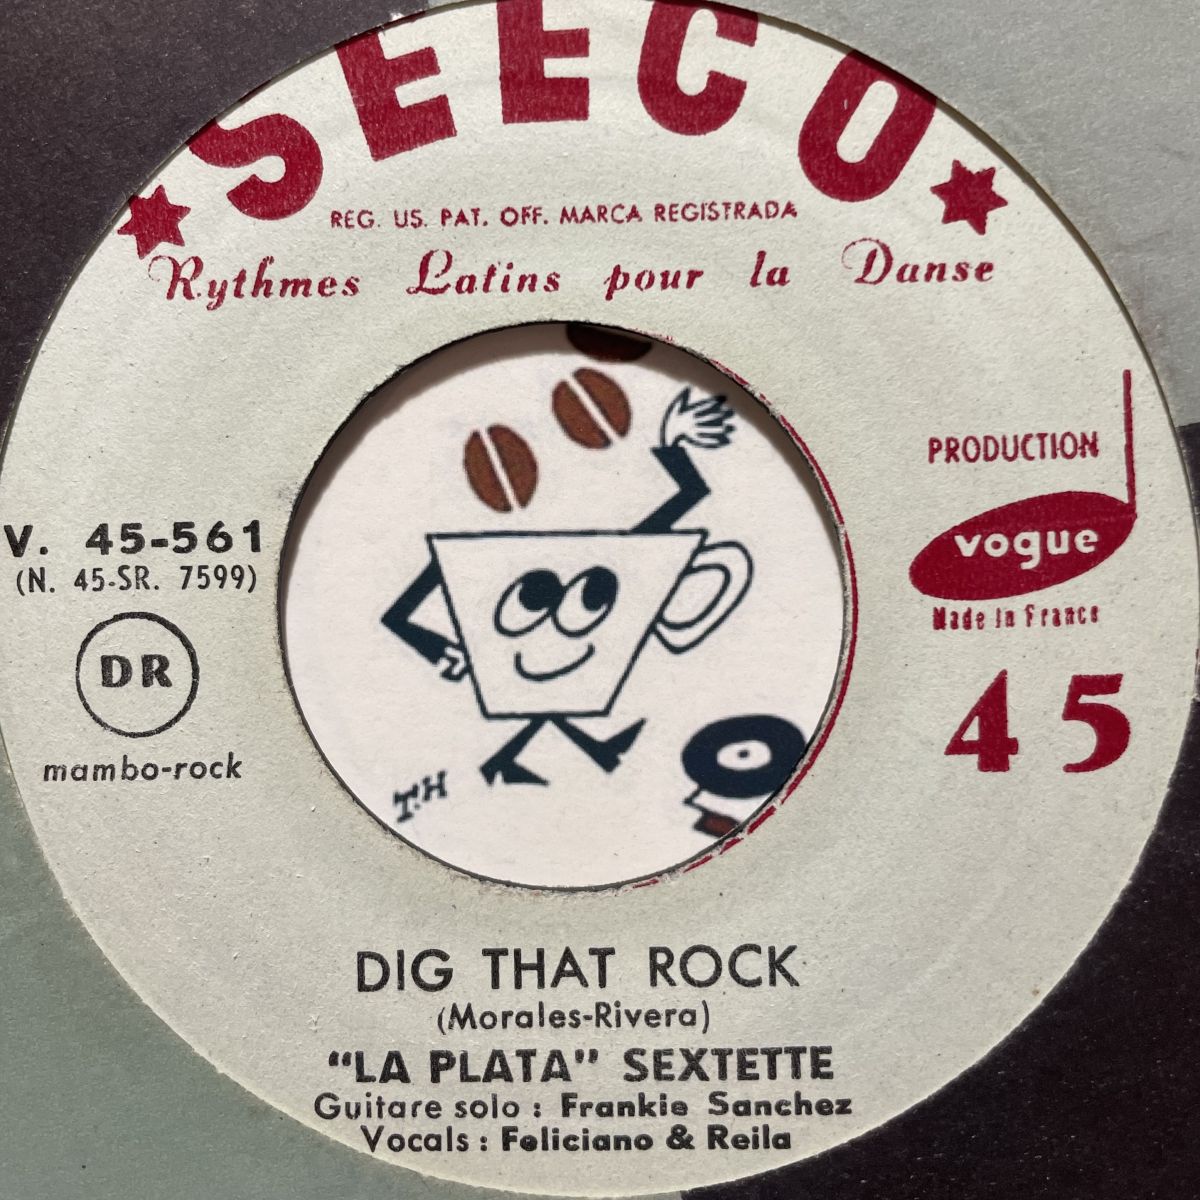 SEECO
REG. US. PAT. OFF. MARCA REGISTRADA
Rythmes Latins pour la Danse
PRODUCTION
vogue
Made in France
45
V. 45-561
(N. 45-SR. 7599)
DR
mambo-rock
T.H
DIG THAT ROCK
(Morales-Rivera)
"LA PLATA" SEXTETTE
Guitare solo : Frankie Sanchez
Vocals : Feliciano & Reila